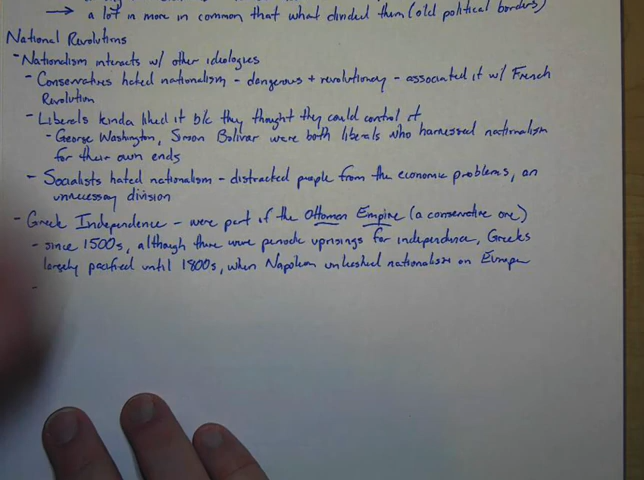 → a lot in more in common that what divided them (old political borders)
National Revolutions
- Nationalism interacts w/ other ideologies
- Conservatives hated nationalism - dangerous + revolutionary - associated it w/ French
Revolution
- Liberals kinda liked it b/c they thought they could control it
- George Washington, Simon Bolivar were both liberals who harnessed nationalism
for their own ends
- Socialists hated nationalism - distracted people from the economic problems, an
unnecessary division
- Greek Independence - were part of the Ottoman Empire (a conservative one)
- since 1500s, although there were periodic uprisings for independence, Greeks
largely pacified until 1800s, when Napoleon unleashed nationalism on Europe
-